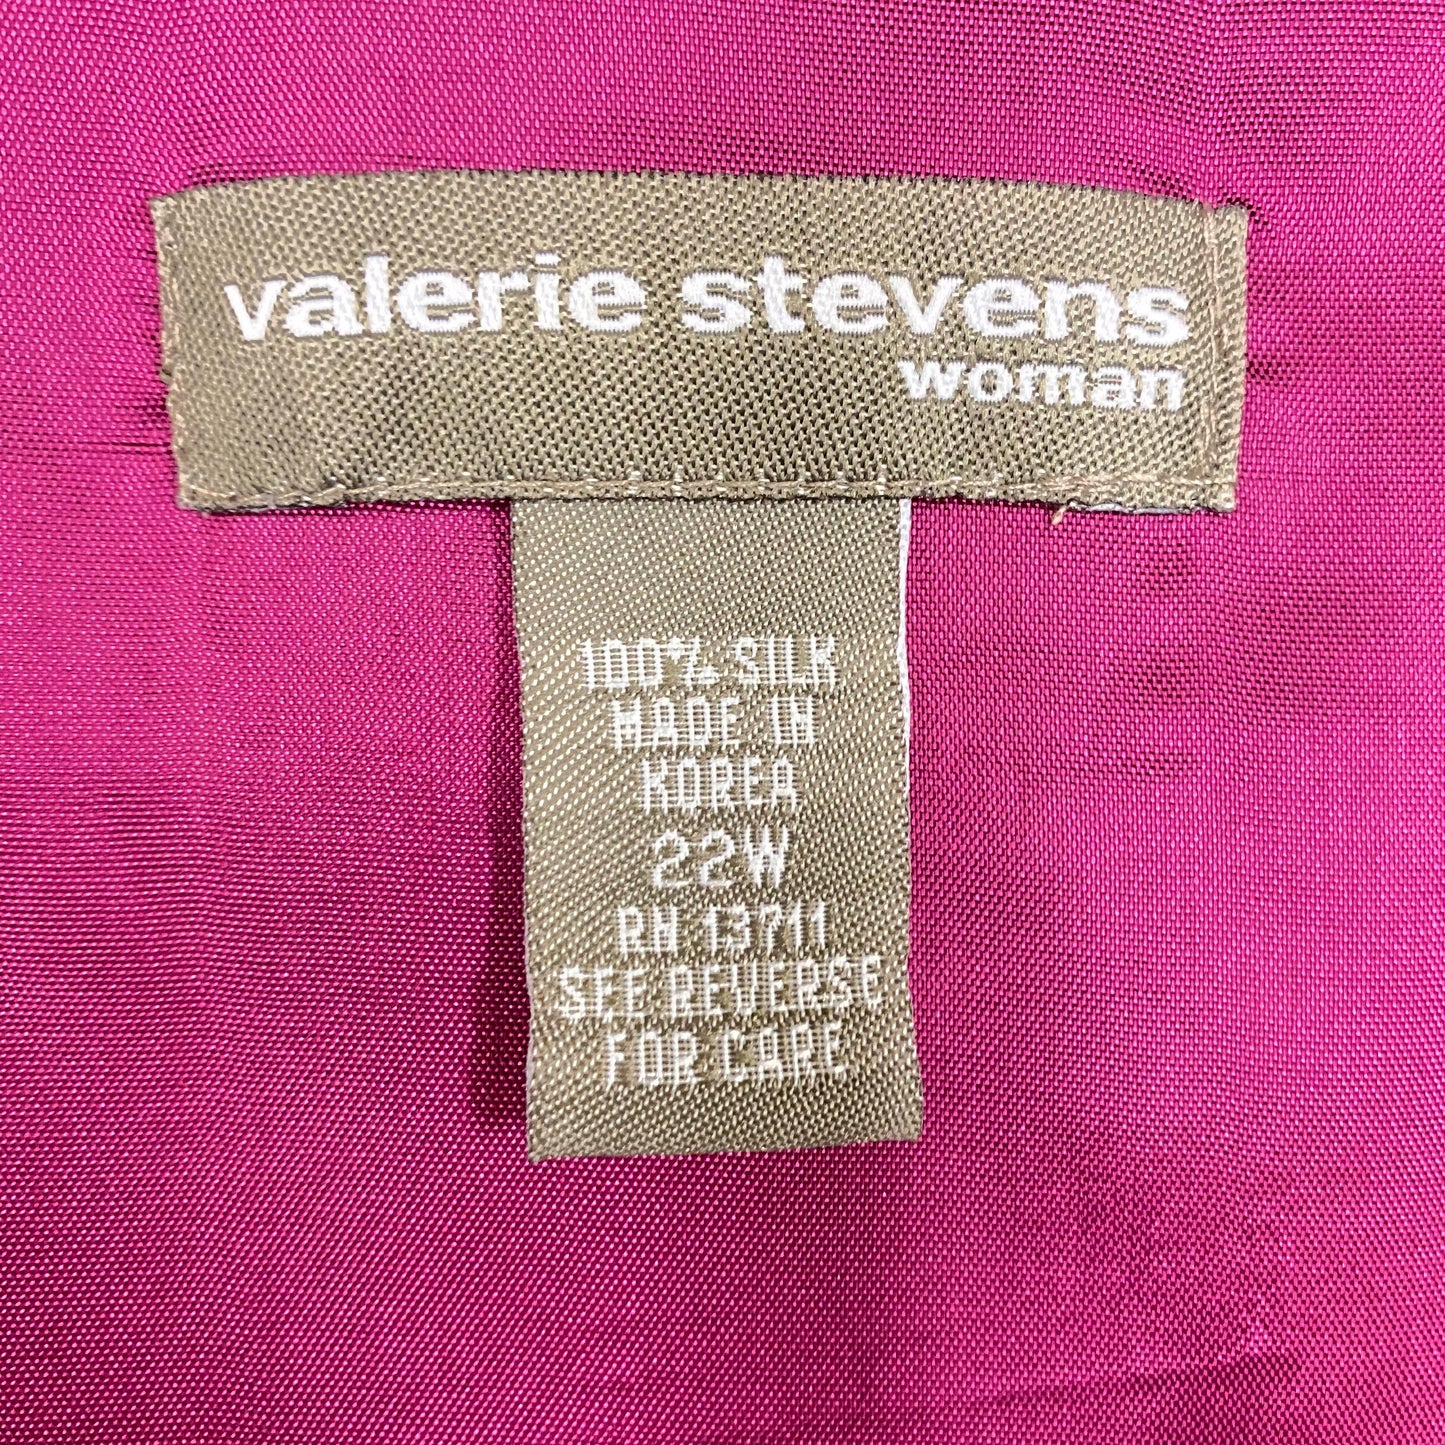 valerie stevens
woman
100% SILK
MADE IN
KOREA
22W
RN 13711
SEE REVERSE
FOR CARE